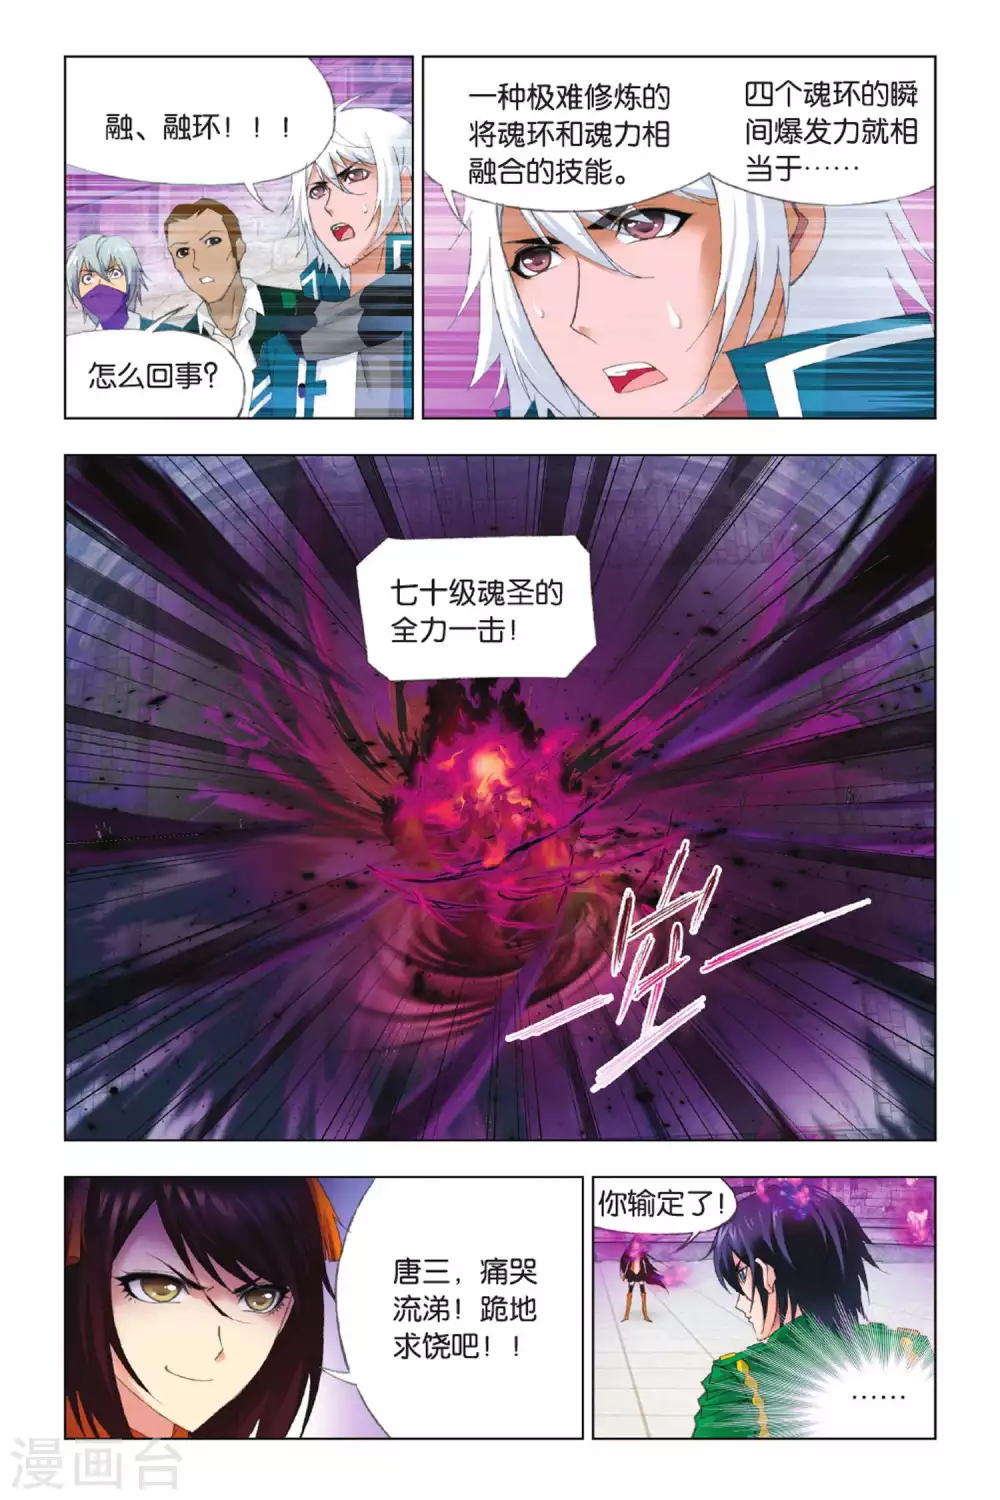 融、融环！！！
怎么回事？
一种极难修炼的
将魂环和魂力相
融合的技能。
四个魂环的瞬
间爆发力就相
当于……
七十级魂圣的
全力一击！
唐三，痛哭
流涕！跪地
求饶吧！！
你输定了！
……
漫画台